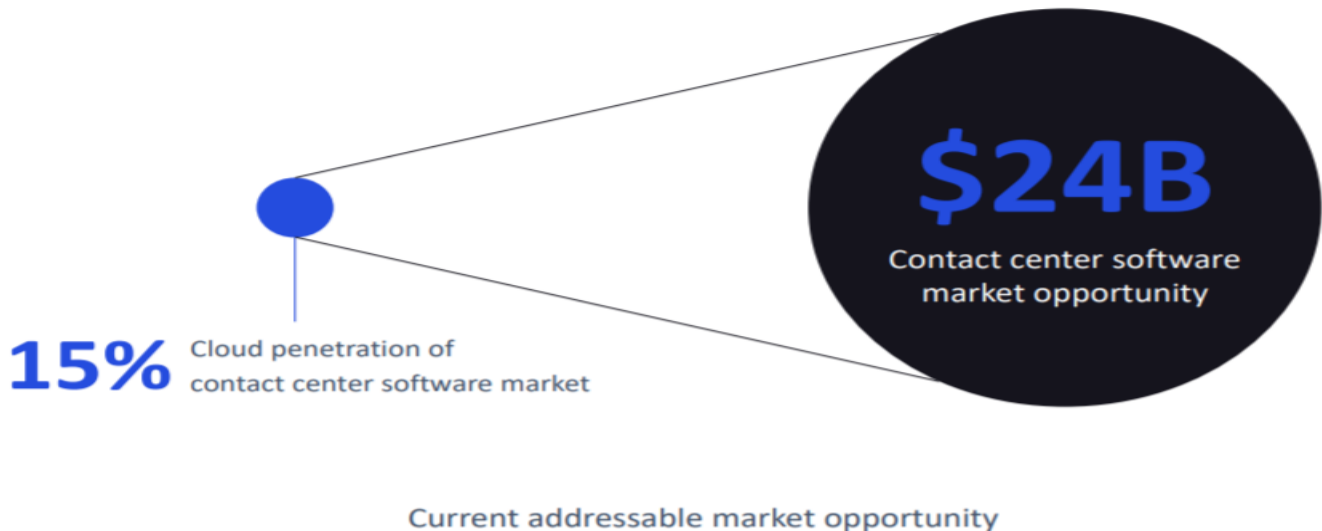 $24B
Contact center software
market opportunity
15%
Cloud penetration of
contact center software market
Current addressable market opportunity